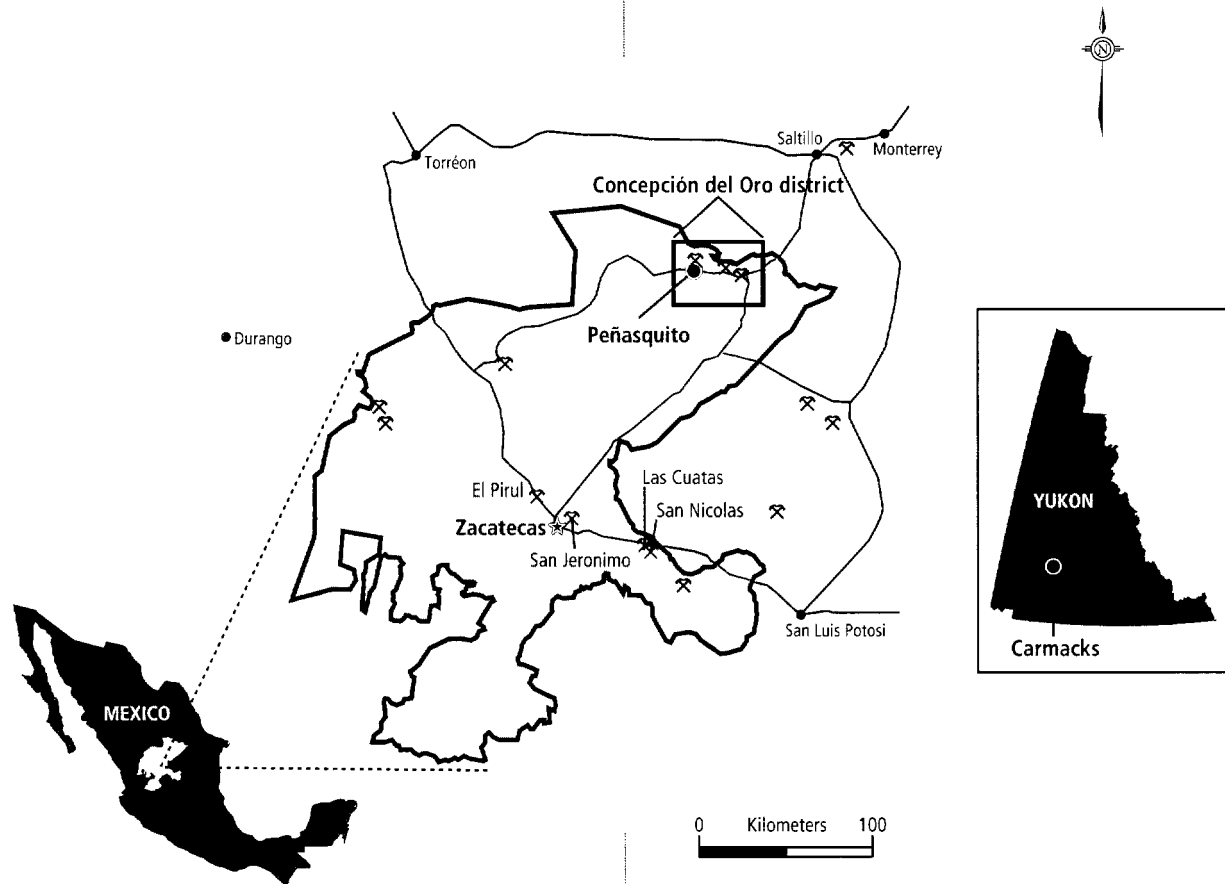 N
Saltillo
Monterrey
Torréon
Concepción del Oro district
Peñasquito
Durango
El Pirul
Las Cuatas
San Nicolas
Zacatecas
San Jeronimo
San Luis Potosi
YUKON
Carmacks
MEXICO
0 Kilometers 100